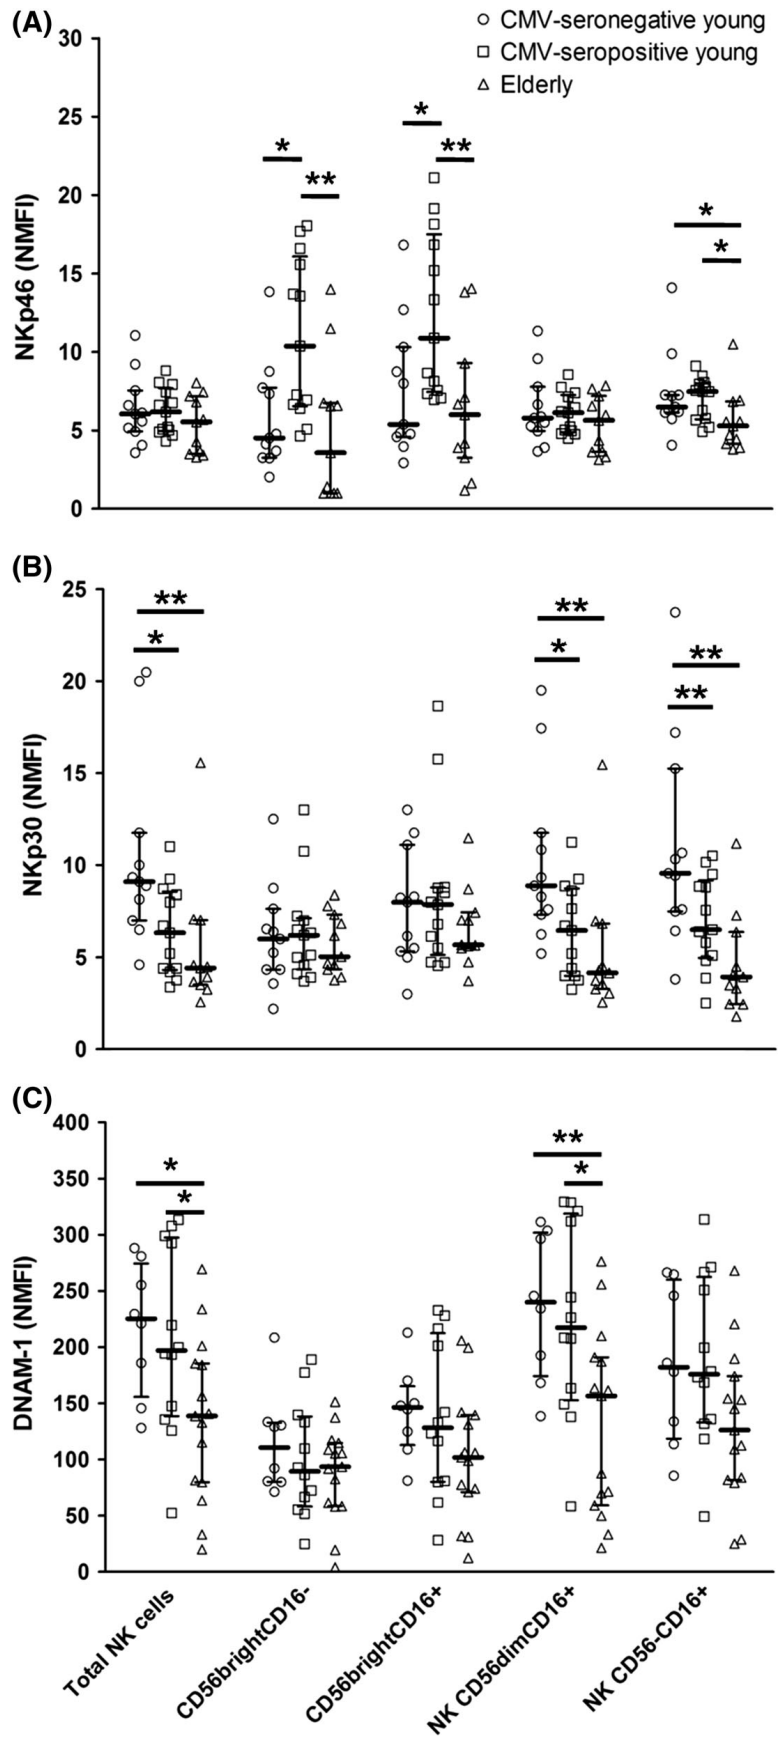 (A)
CMV-seronegative young
CMV-seropositive young
Elderly
NKp46 (NMFI)
30
25
20
15
10
5
0
*
**
*
**
*
*
(B)
NKp30 (NMFI)
25
20
15
10
5
0
**
*
**
*
**
**
(C)
DNAM-1 (NMFI)
400
350
300
250
200
150
100
50
0
*
*
**
*
Total NK cells
CD56brightCD16-
CD56brightCD16+
NK CD56dimCD16+
NK CD56-CD16+